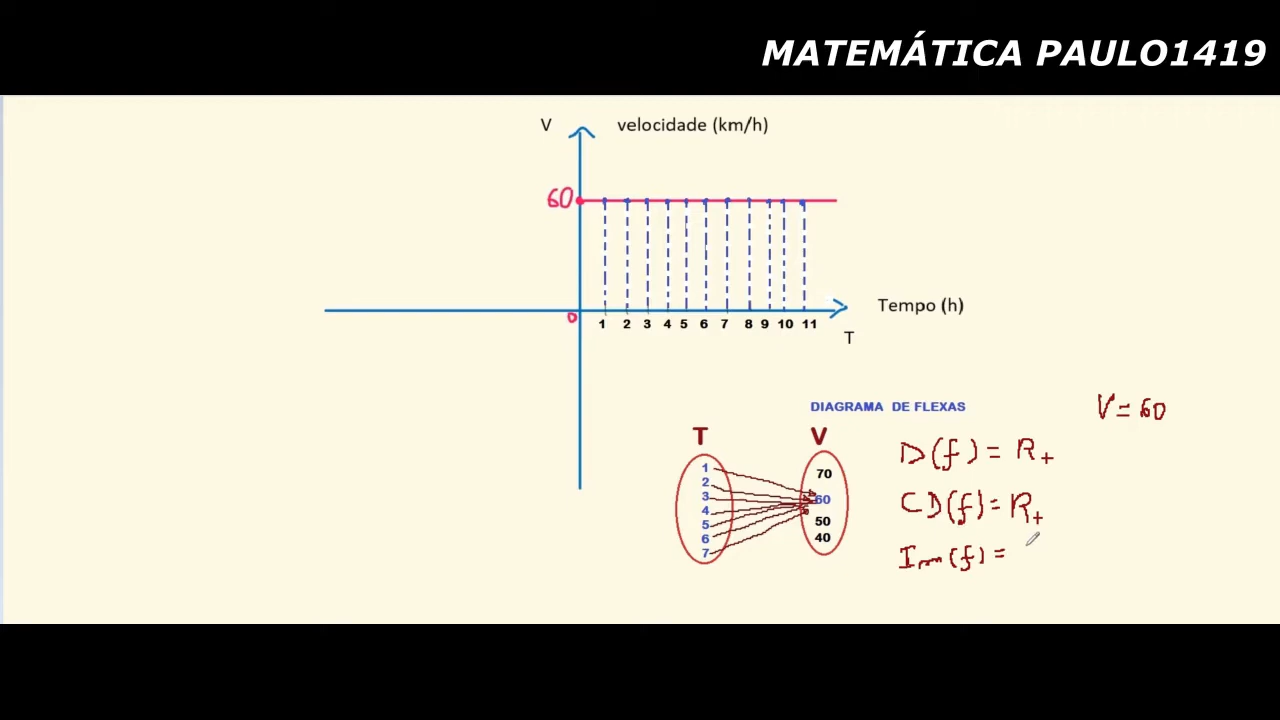 MATEMÁTICA PAULO1419
V velocidade (km/h)
60
Tempo (h)
0 1 2 3 4 5 6 7 8 9 10 11
T
DIAGRAMA DE FLEXAS
V = 60
T V
1
2
3
4
5
6
7
70
60
50
40
D(f) = R+
CD(f) = R+
Im(f) =